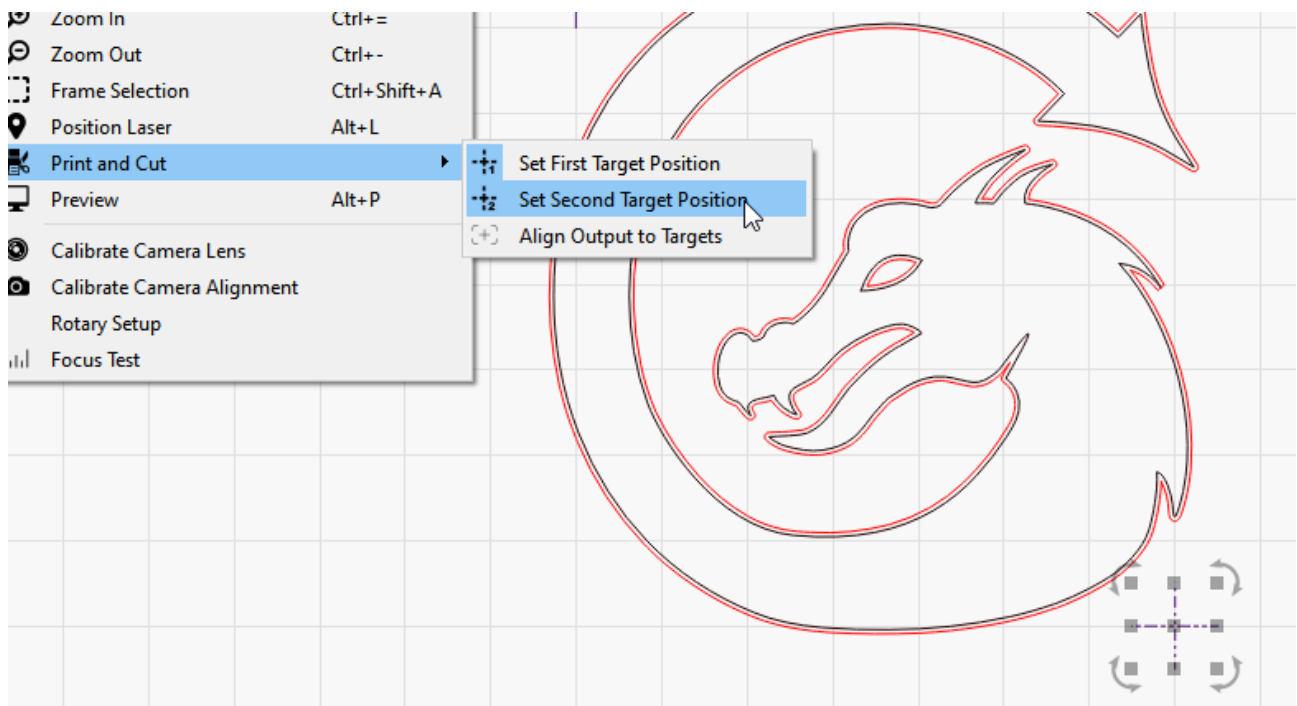 Zoom In Ctrl+=
Zoom Out Ctrl+-
Frame Selection Ctrl+Shift+A
Position Laser Alt+L
Print and Cut
Preview Alt+P
Calibrate Camera Lens
Calibrate Camera Alignment
Rotary Setup
Focus Test
1 Set First Target Position
2 Set Second Target Position
Align Output to Targets